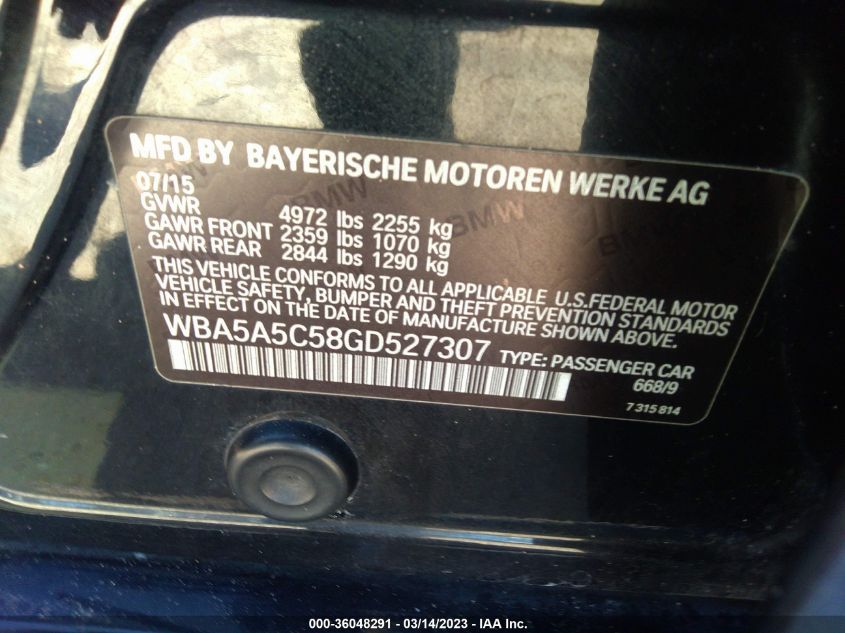 MFD BY BAYERISCHE MOTOREN WERKE AG
07/15
GVWR 4972 lbs 2255 kg
GAWR FRONT 2359 lbs 1070 kg
GAWR REAR 2844 lbs 1290 kg
THIS VEHICLE CONFORMS TO ALL APPLICABLE U.S.FEDERAL MOTOR
VEHICLE SAFETY, BUMPER AND THEFT PREVENTION STANDARDS
IN EFFECT ON THE DATE OF MANUFACTURE SHOWN ABOVE.
WBA5A5C58GD527307 TYPE: PASSENGER CAR
668/9
7 315 814
BMW
BMW
BMW
000-36048291 - 03/14/2023 - IAA Inc.